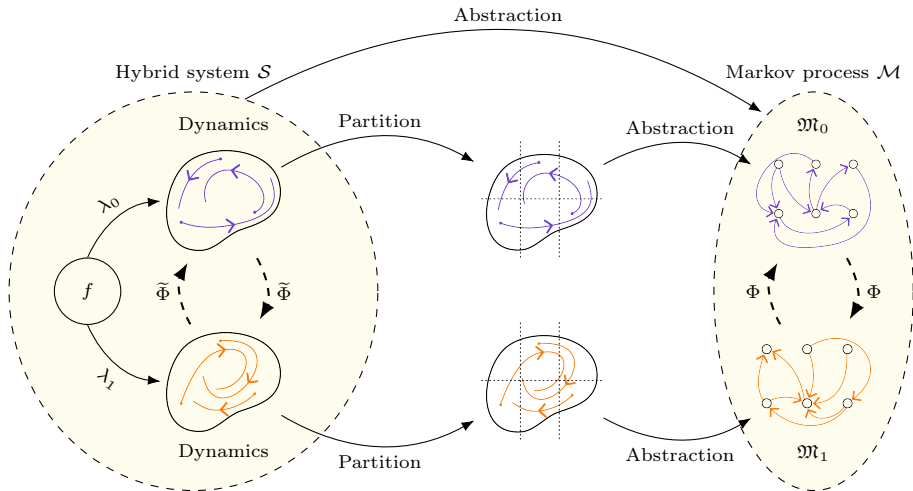 Abstraction
Hybrid system 𝒮
Markov process ℳ
Dynamics
Partition
Abstraction
𝔐₀
λ₀
f
Φ̃
Φ̃
Φ
Φ
λ₁
Dynamics
Partition
Abstraction
𝔐₁